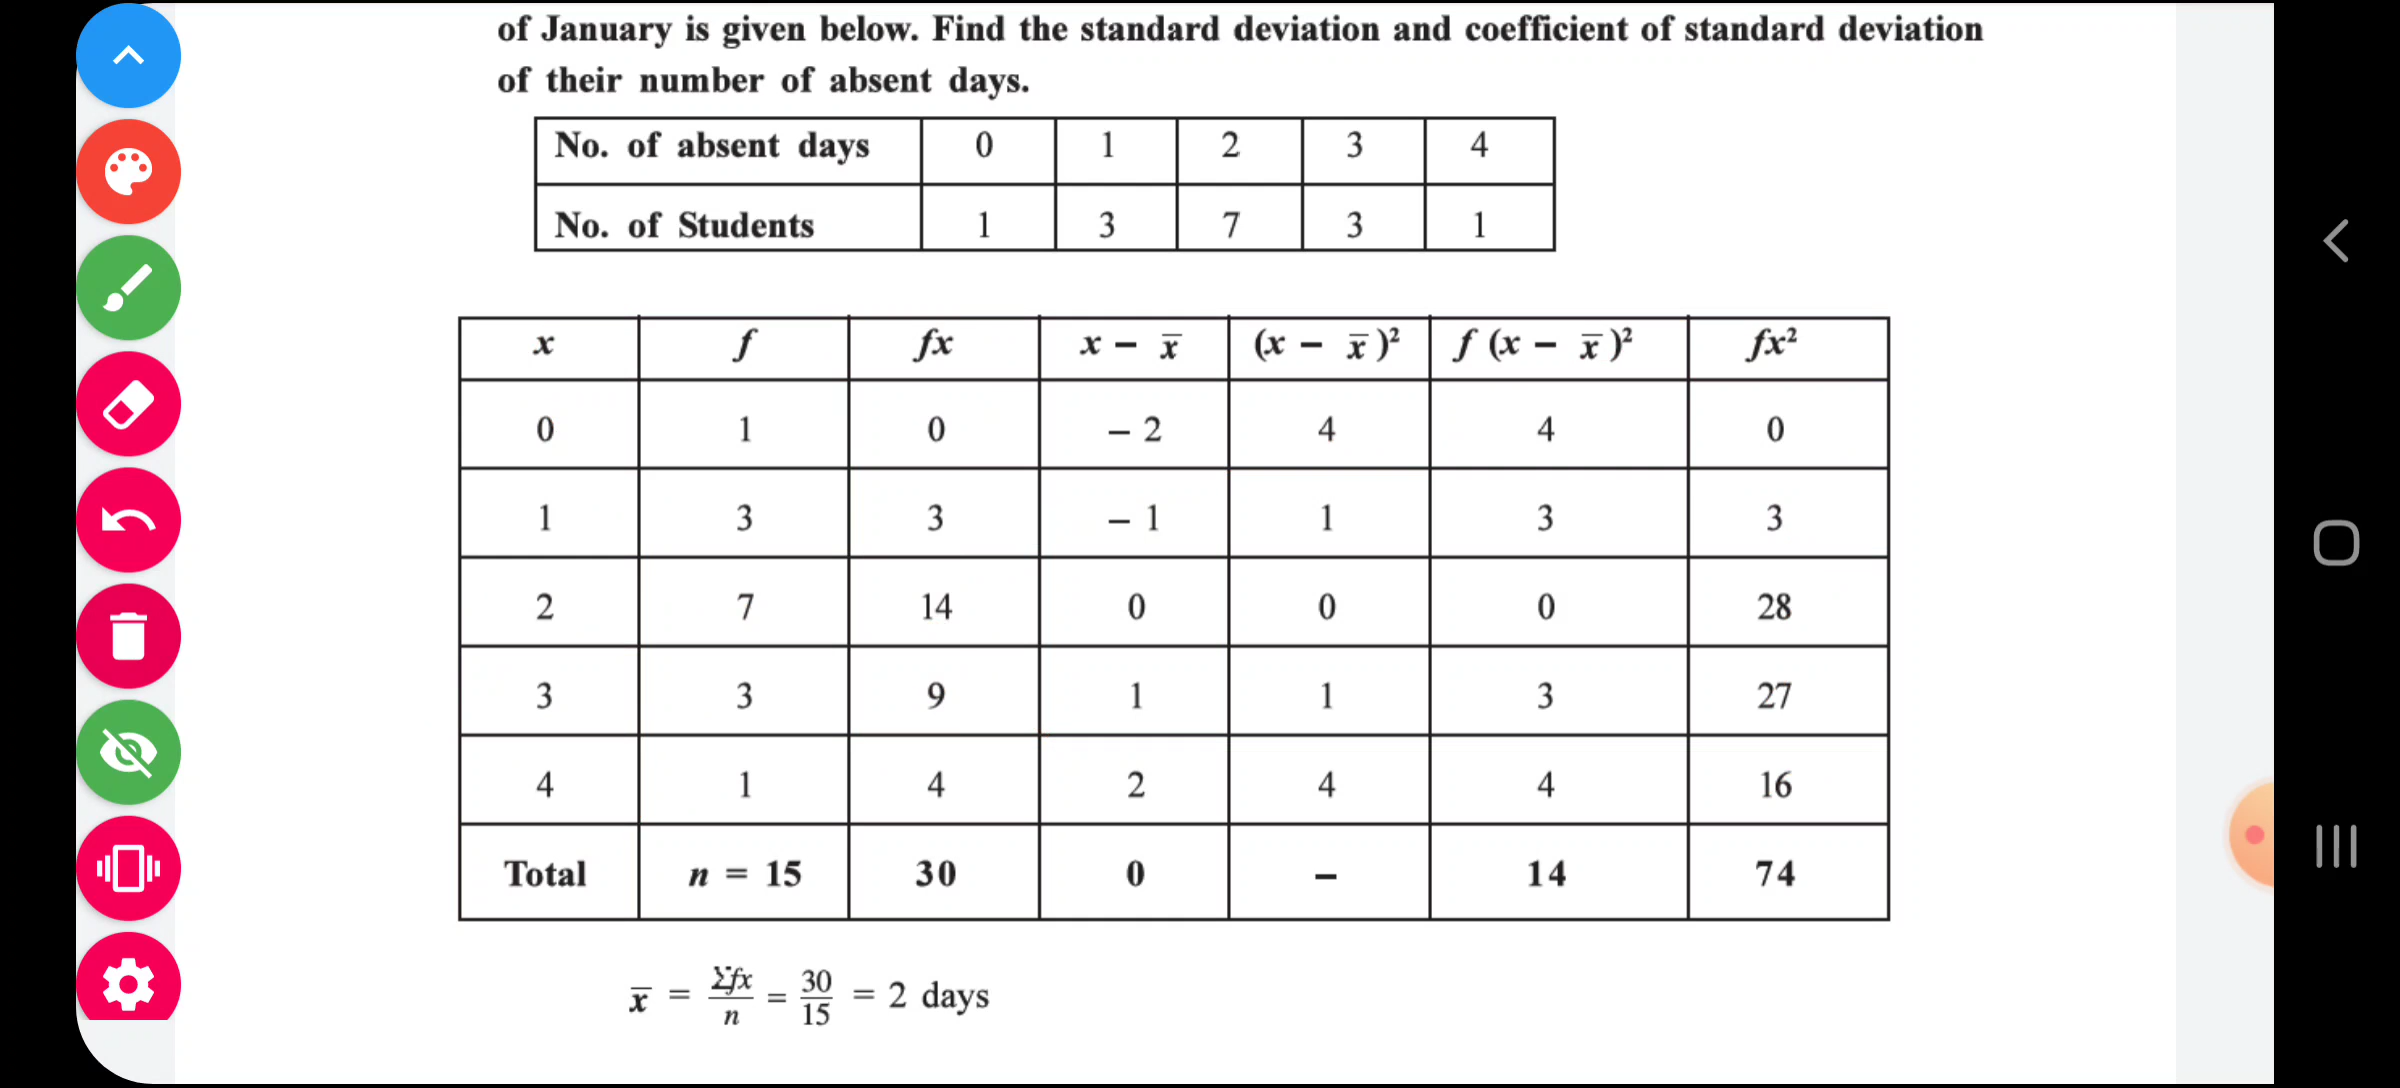 of January is given below. Find the standard deviation and coefficient of standard deviation
of their number of absent days.
No. of absent days 0 1 2 3 4
No. of Students 1 3 7 3 1
x f fx x – x̅ (x – x̅)² f (x – x̅)² fx²
0 1 0 – 2 4 4 0
1 3 3 – 1 1 3 3
2 7 14 0 0 0 28
3 3 9 1 1 3 27
4 1 4 2 4 4 16
Total n = 15 30 0 – 14 74
x̅ = Σfx/n = 30/15 = 2 days